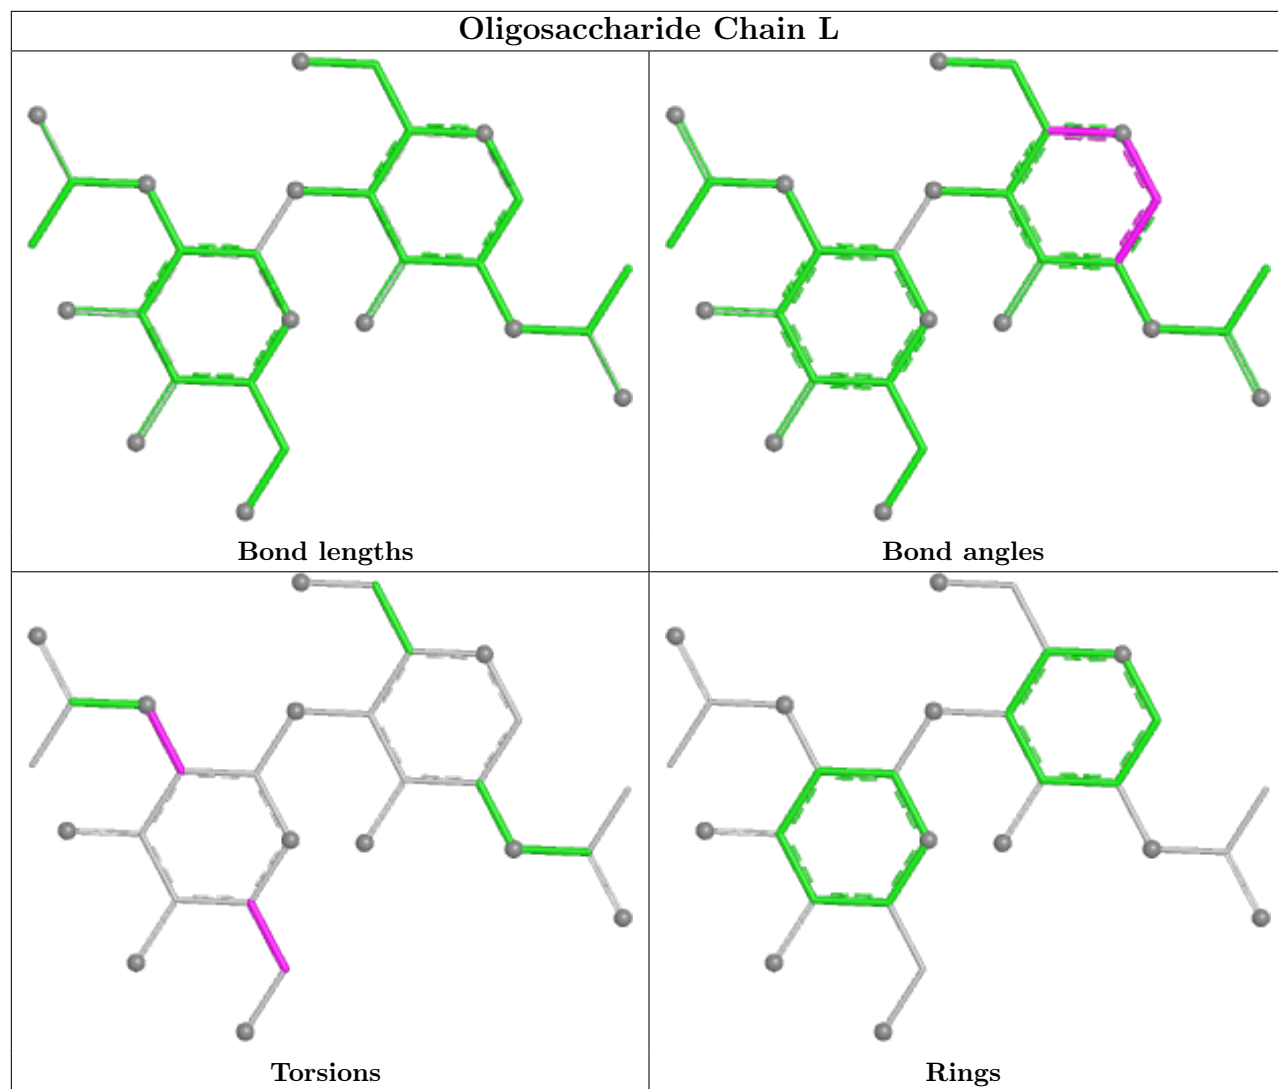 Oligosaccharide Chain L
Bond lengths
Bond angles
Torsions
Rings